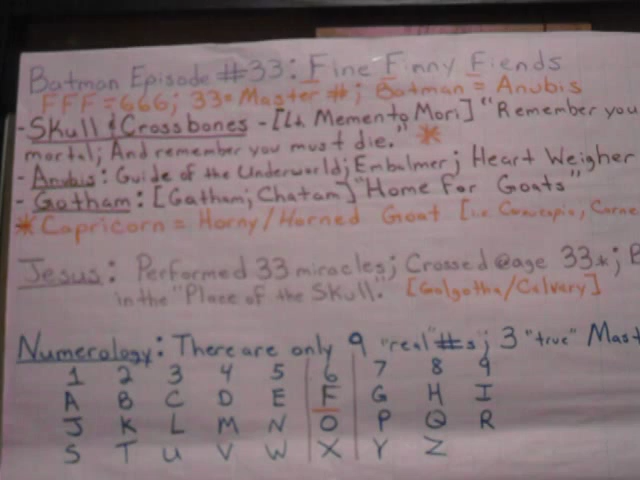 Batman Episode #33: Fine Finny Fiends
FFF = 666; 33 = Master #; Batman = Anubis
- Skull & Crossbones - [Lt. Memento Mori] "Remember you
mortal; And remember you must die." *
- Anubis: Guide of the Underworld; Embalmer; Heart Weigher
- Gotham: [Gatham; Chatam] "Home For Goats"
* Capricorn = Horny/Horned Goat [i.e. Cornucopia, Corne
Jesus: Performed 33 miracles; Crossed @age 33*; B
in the "Place of the Skull." [Golgotha/Calvery]
Numerology: There are only 9 "real" #s; 3 "true" Mast
1 2 3 4 5 6 7 8 9
A B C D E F G H I
J K L M N O P Q R
S T U V W X Y Z